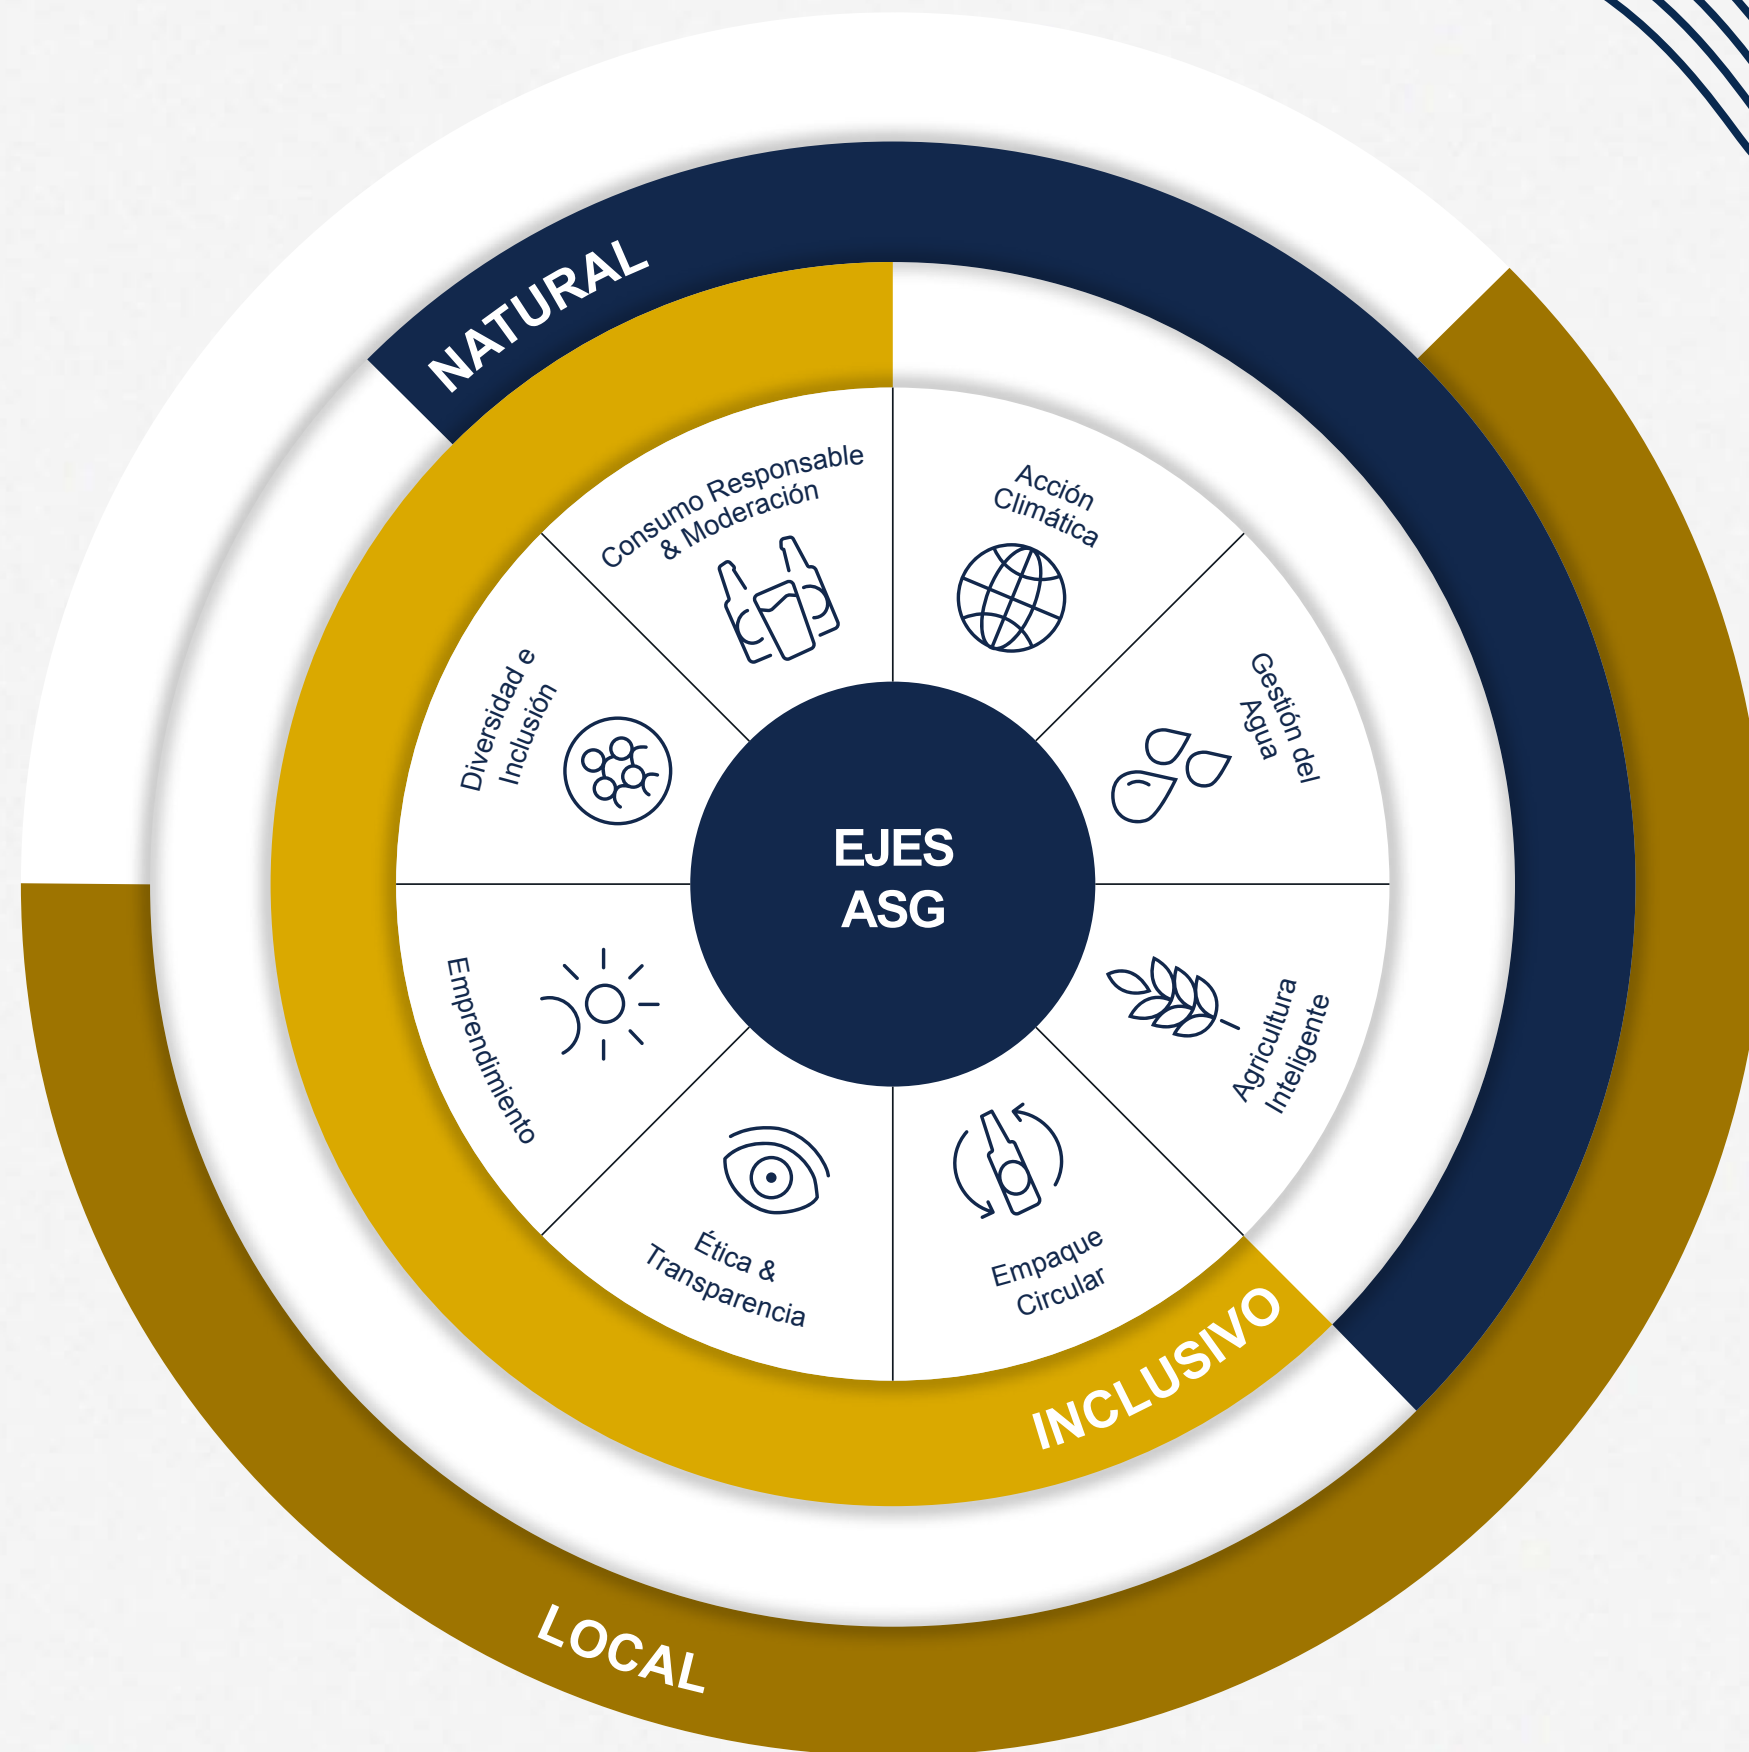 NATURAL
Consumo Responsable
& Moderación
Acción
Climática
Diversidad e
Inclusión
Gestión del
Agua
EJES
ASG
Emprendimiento
Agricultura
Inteligente
Ética &
Transparencia
Empaque
Circular
INCLUSIVO
LOCAL